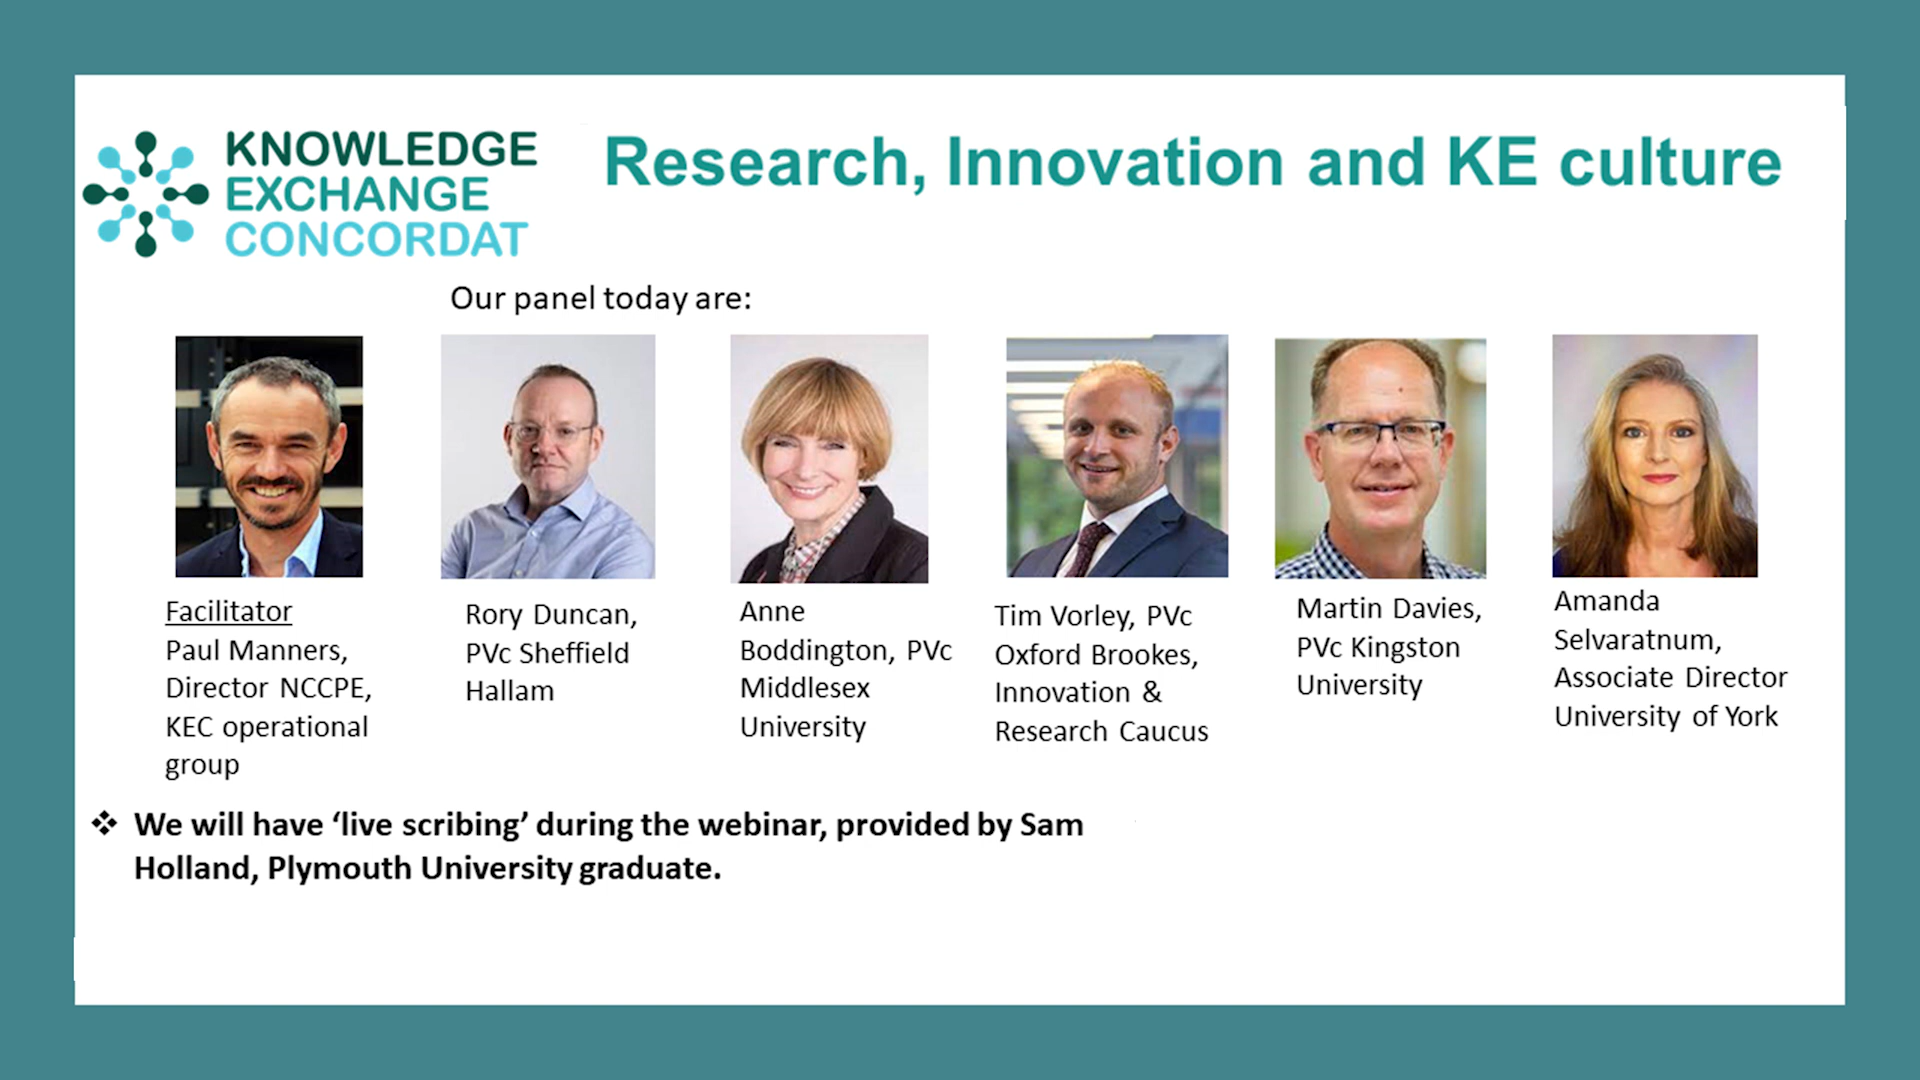 KNOWLEDGE
EXCHANGE
CONCORDAT
Research, Innovation and KE culture
Our panel today are:
Facilitator
Paul Manners,
Director NCCPE,
KEC operational
group
Rory Duncan,
PVc Sheffield
Hallam
Anne
Boddington, PVc
Middlesex
University
Tim Vorley, PVc
Oxford Brookes,
Innovation &
Research Caucus
Martin Davies,
PVc Kingston
University
Amanda
Selvaratnum,
Associate Director
University of York
❖ We will have ‘live scribing’ during the webinar, provided by Sam
Holland, Plymouth University graduate.